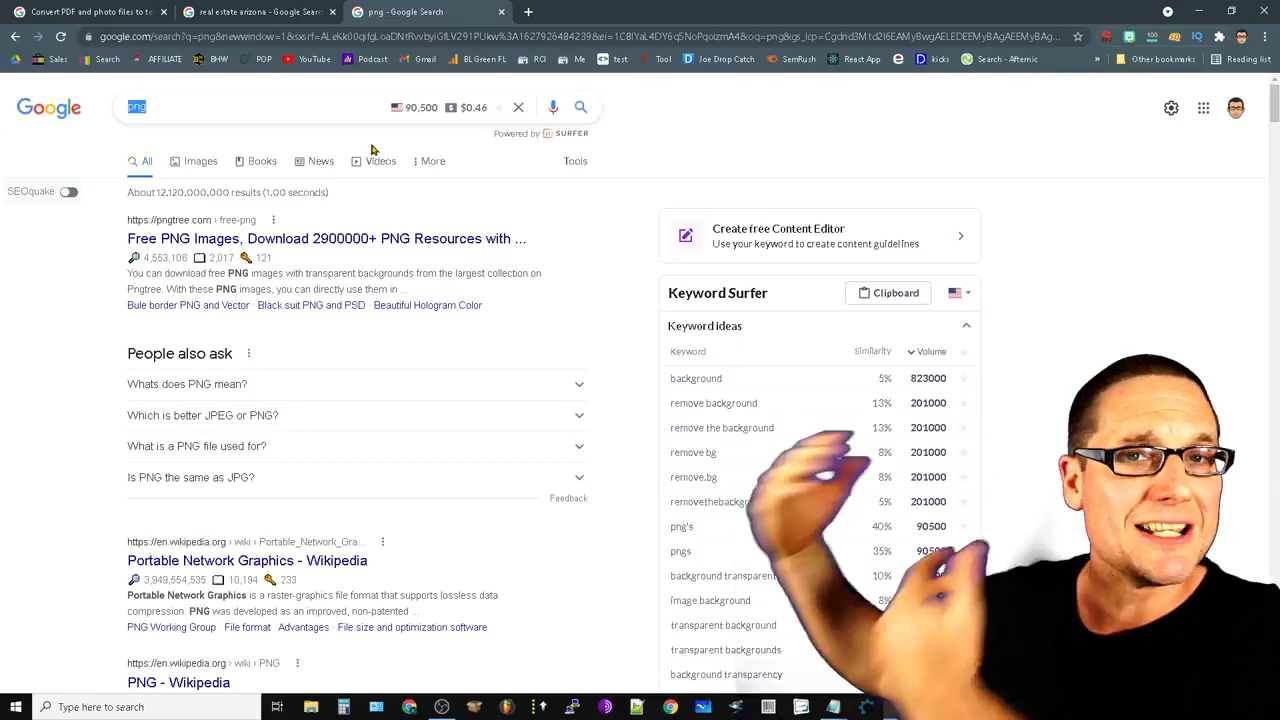 Convert PDF and photo files to te
real estate arizona - Google Searc
png - Google Search
google.com/search?q=png&newwindow=1&sxsrf=
Sales
Search
AFFILIATE
BHW
POP
YouTube
Podcast
Gmail
BL Green FL
RCI
Me
test
Tool
Joe Drop Catch
SemRush
React App
kicks
Search - Afternic
Other bookmarks
Reading list
Google
png
90,500
$0.46
Powered by SURFER
All
Images
Books
News
Videos
More
Tools
SEOquake
About 12,120,000,000 results (1.00 seconds)
https://pngtree.com › free-png
Free PNG Images, Download 2900000+ PNG Resources with ...
4,553,106 2,017 121
You can download free PNG images with transparent backgrounds from the largest collection on
Pngtree. With these PNG images, you can directly use them in ...
Bule border PNG and Vector Black suit PNG and PSD Beautiful Hologram Color
People also ask
Whats does PNG mean?
Which is better JPEG or PNG?
What is a PNG file used for?
Is PNG the same as JPG?
Feedback
https://en.wikipedia.org › wiki › Portable_Network_Gra...
Portable Network Graphics - Wikipedia
3,949,554,535 10,194 233
Portable Network Graphics is a raster-graphics file format that supports lossless data
compression. PNG was developed as an improved, non-patented ...
PNG Working Group · File format · Advantages · File size and optimization software
https://en.wikipedia.org › wiki › PNG
PNG - Wikipedia
Create free Content Editor
Use your keyword to create content guidelines
Keyword Surfer
Clipboard
Keyword ideas
Keyword Similarity Volume
background 5% 823000
remove background 13% 201000
remove the background 13% 201000
remove bg 8% 201000
remove.bg 8% 201000
removethebackgr 5% 201000
png's 40% 90500
pngs 35% 9050
background transparent 10%
image background 8%
transparent background
transparent backgrounds
background transparency
Type here to search